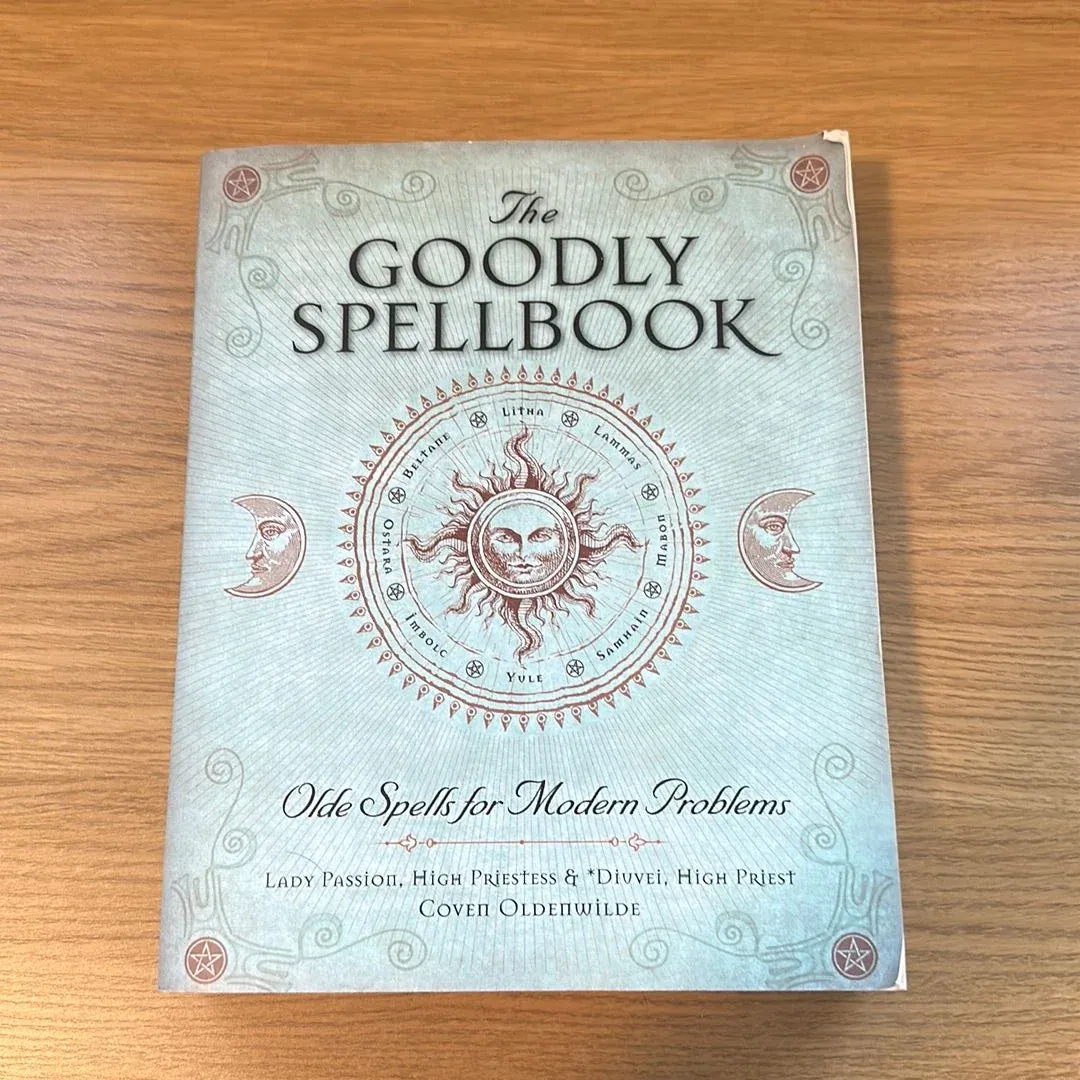 The
GOODLY
SPELLBOOK
LITHA
LAMMAS
MABON
SAMHAIN
YULE
IMBOLC
OSTARA
BELTANE
Olde Spells for Modern Problems
LADY PASSION, HIGH PRIESTESS & *DIUVEI, HIGH PRIEST
COVEN OLDENWILDE